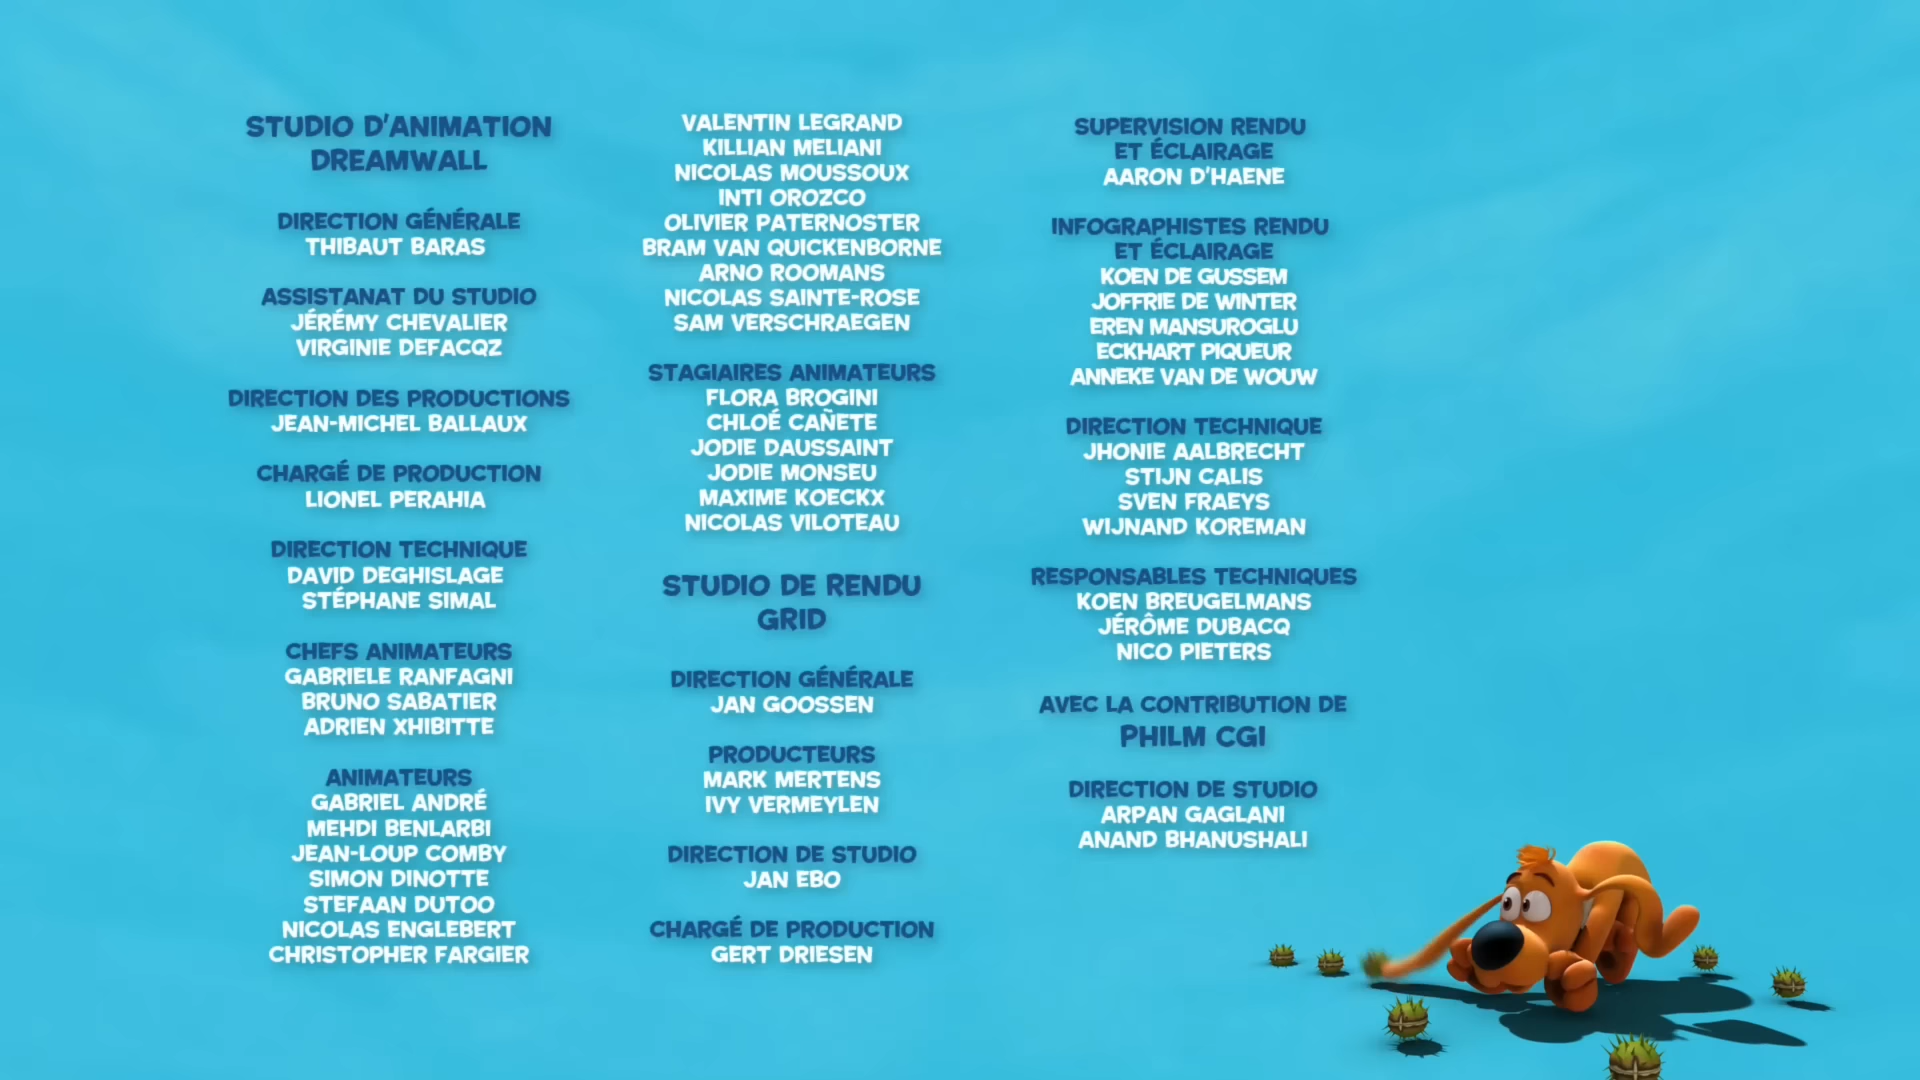 STUDIO D'ANIMATION
DREAMWALL
DIRECTION GÉNÉRALE
THIBAUT BARAS
ASSISTANAT DU STUDIO
JÉRÉMY CHEVALIER
VIRGINIE DEFACQZ
DIRECTION DES PRODUCTIONS
JEAN-MICHEL BALLAUX
CHARGÉ DE PRODUCTION
LIONEL PERAHIA
DIRECTION TECHNIQUE
DAVID DEGHISLAGE
STÉPHANE SIMAL
CHEFS ANIMATEURS
GABRIELE RANFAGNI
BRUNO SABATIER
ADRIEN XHIBITTE
ANIMATEURS
GABRIEL ANDRÉ
MEHDI BENLARBI
JEAN-LOUP COMBY
SIMON DINOTTE
STEFAAN DUTOO
NICOLAS ENGLEBERT
CHRISTOPHER FARGIER
VALENTIN LEGRAND
KILLIAN MELIANI
NICOLAS MOUSSOUX
INTI OROZCO
OLIVIER PATERNOSTER
BRAM VAN QUICKENBORNE
ARNO ROOMANS
NICOLAS SAINTE-ROSE
SAM VERSCHRAEGEN
STAGIAIRES ANIMATEURS
FLORA BROGINI
CHLOÉ CAÑETE
JODIE DAUSSAINT
JODIE MONSEU
MAXIME KOECKX
NICOLAS VILOTEAU
STUDIO DE RENDU
GRID
DIRECTION GÉNÉRALE
JAN GOOSSEN
PRODUCTEURS
MARK MERTENS
IVY VERMEYLEN
DIRECTION DE STUDIO
JAN EBO
CHARGÉ DE PRODUCTION
GERT DRIESEN
SUPERVISION RENDU
ET ÉCLAIRAGE
AARON D'HAENE
INFOGRAPHISTES RENDU
ET ÉCLAIRAGE
KOEN DE GUSSEM
JOFFRIE DE WINTER
EREN MANSUROGLU
ECKHART PIQUEUR
ANNEKE VAN DE WOUW
DIRECTION TECHNIQUE
JHONIE AALBRECHT
STIJN CALIS
SVEN FRAEYS
WIJNAND KOREMAN
RESPONSABLES TECHNIQUES
KOEN BREUGELMANS
JÉRÔME DUBACQ
NICO PIETERS
AVEC LA CONTRIBUTION DE
PHILM CGI
DIRECTION DE STUDIO
ARPAN GAGLANI
ANAND BHANUSHALI